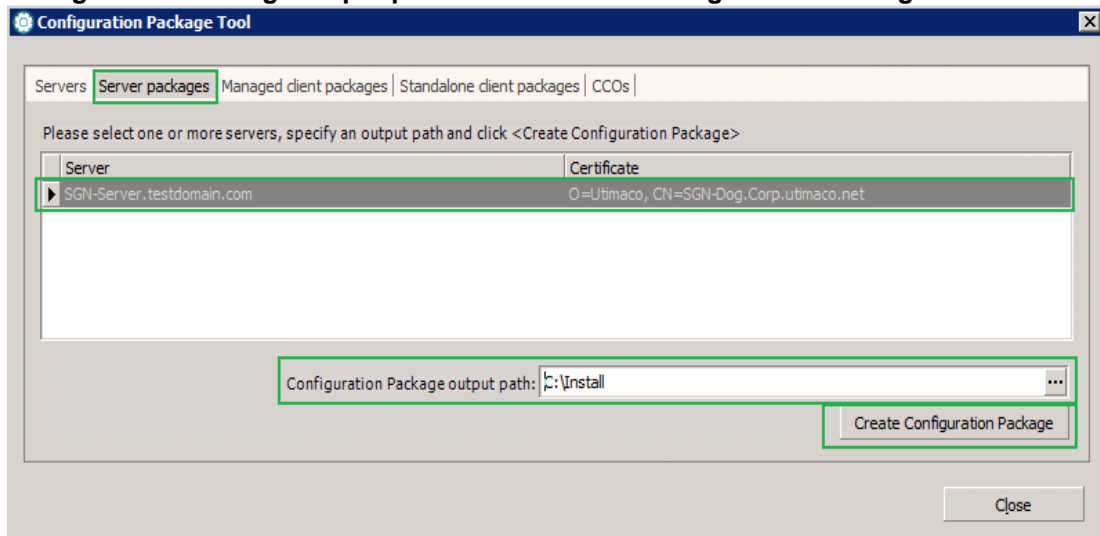 Configuration Package Tool
Servers Server packages Managed client packages Standalone client packages CCOs
Please select one or more servers, specify an output path and click <Create Configuration Package>
Server Certificate
SGN-Server.testdomain.com O=Utimaco, CN=SGN-Dog.Corp.utimaco.net
Configuration Package output path: C:\Install ...
Create Configuration Package
Close